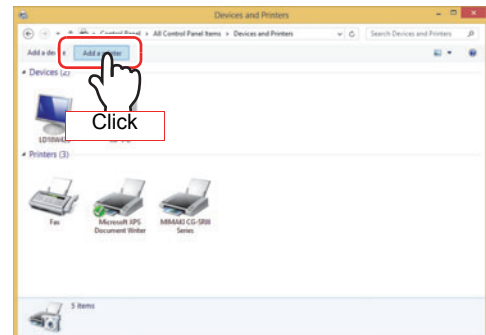 Devices and Printers
Control Panel › All Control Panel Items › Devices and Printers
Search Devices and Printers
Add a printer
Devices (2)
Click
Printers (3)
Fax
Microsoft XPS
Document Writer
MIMAKI CG-SRIII
Series
5 items